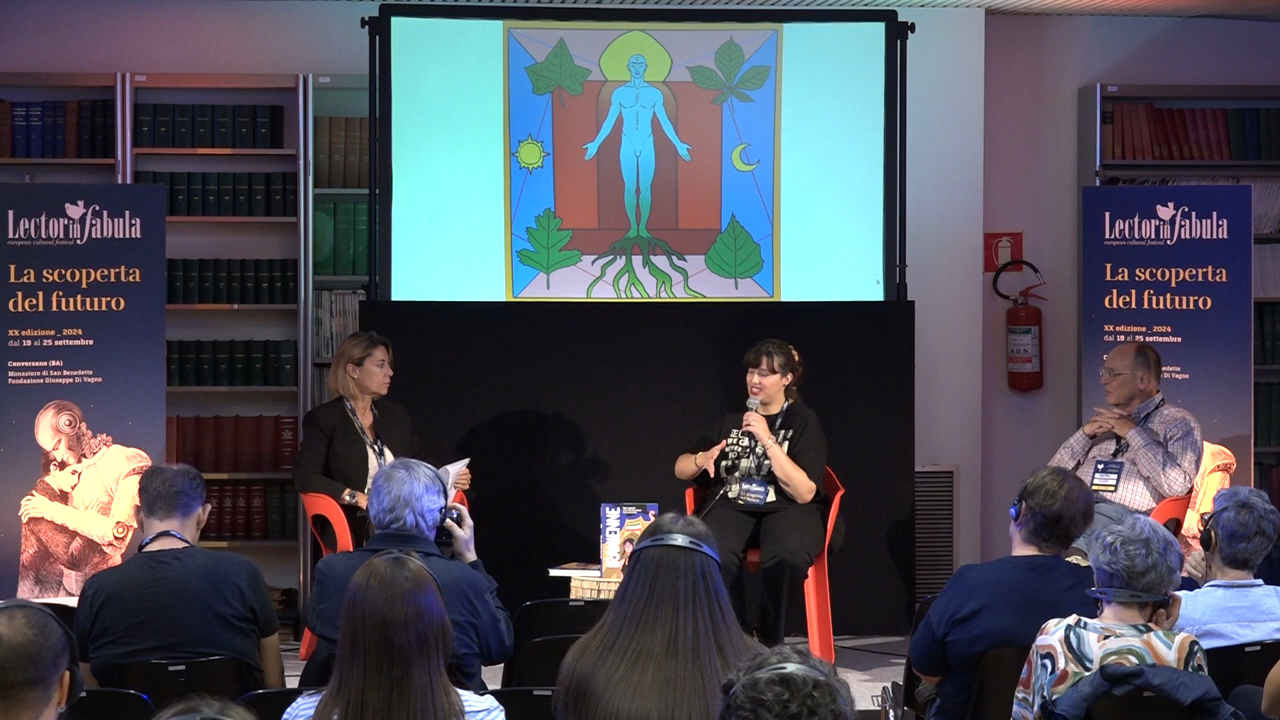 Lector in fabula
european cultural festival
La scoperta
del futuro
XX edizione _ 2024
dal 19 al 25 settembre
Conversano (BA)
Monastero di San Benedetto
Fondazione Giuseppe Di Vagno
Lector in fabula
european cultural festival
La scoperta
del futuro
XX edizione _ 2024
dal 19 al 25 settembre
Di Vagno